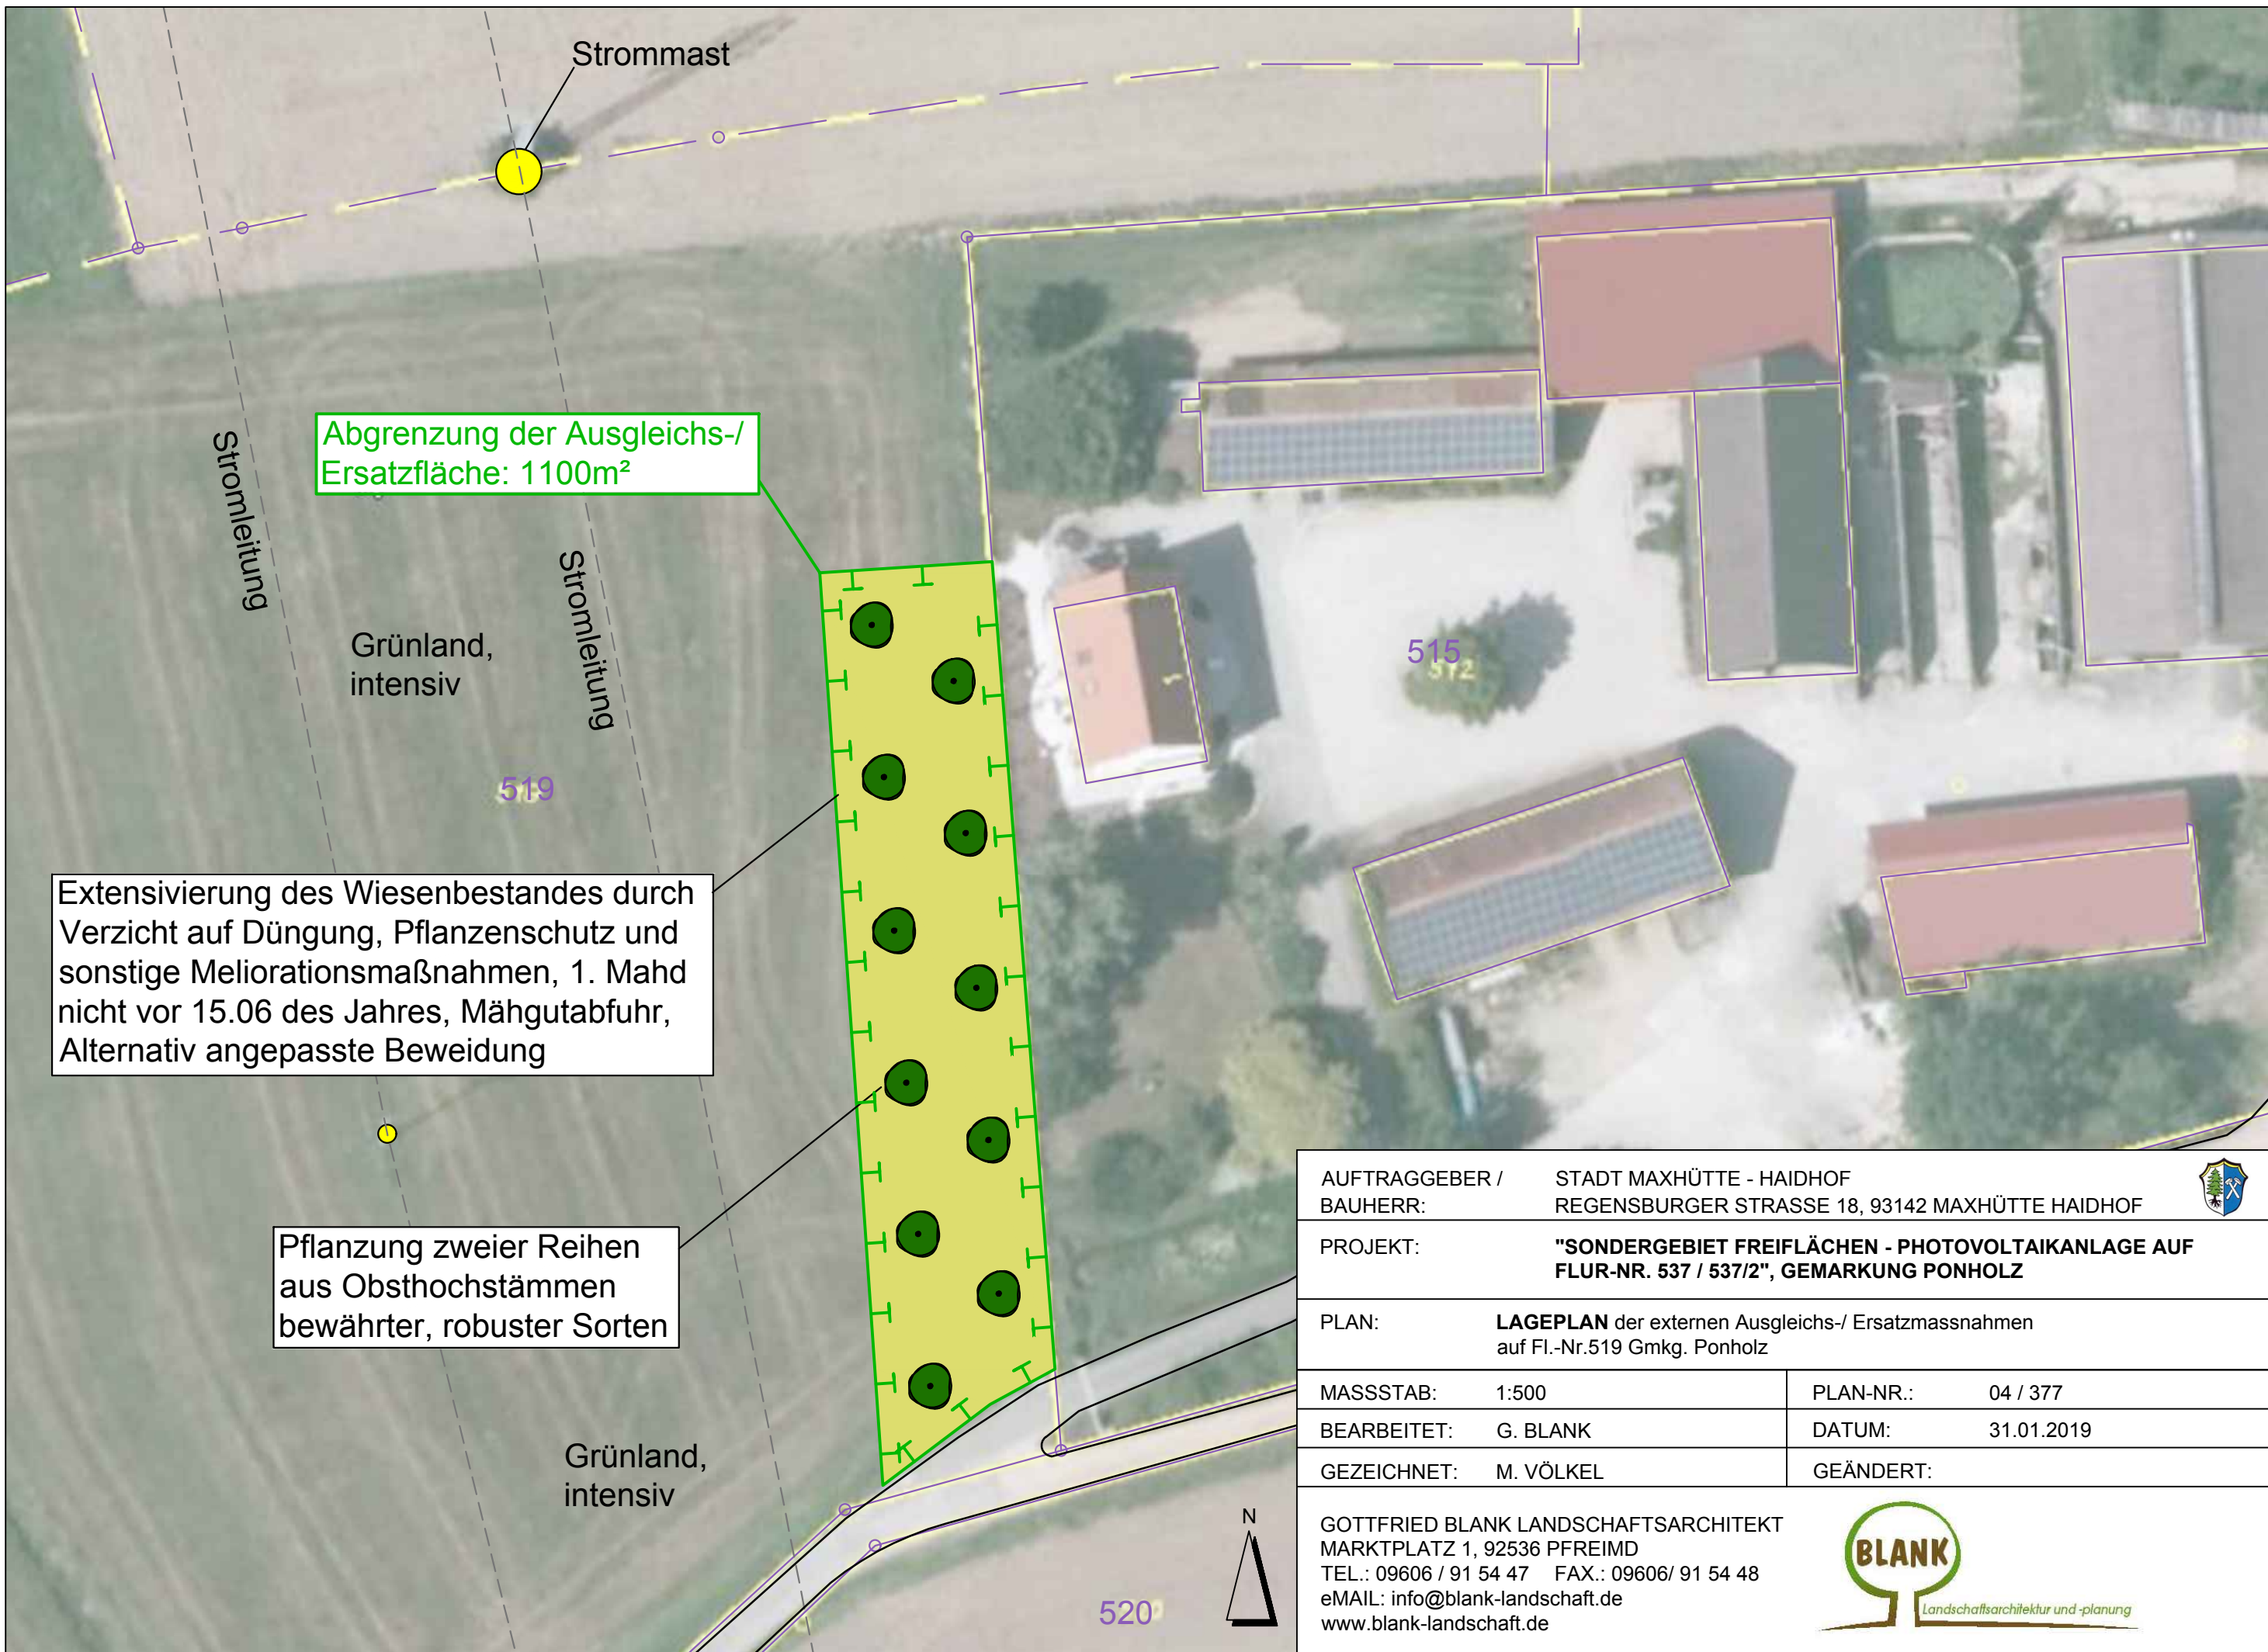 Strommast
Abgrenzung der Ausgleichs-/
Ersatzfläche: 1100m²
Stromleitung
Stromleitung
Grünland,
intensiv
515
512
519
Extensivierung des Wiesenbestandes durch
Verzicht auf Düngung, Pflanzenschutz und
sonstige Meliorationsmaßnahmen, 1. Mahd
nicht vor 15.06 des Jahres, Mähgutabfuhr,
Alternativ angepasste Beweidung
Pflanzung zweier Reihen
aus Obsthochstämmen
bewährter, robuster Sorten
Grünland,
intensiv
N
520
AUFTRAGGEBER / STADT MAXHÜTTE - HAIDHOF
BAUHERR: REGENSBURGER STRASSE 18, 93142 MAXHÜTTE HAIDHOF
PROJEKT: "SONDERGEBIET FREIFLÄCHEN - PHOTOVOLTAIKANLAGE AUF
FLUR-NR. 537 / 537/2", GEMARKUNG PONHOLZ
PLAN: LAGEPLAN der externen Ausgleichs-/ Ersatzmassnahmen
auf Fl.-Nr.519 Gmkg. Ponholz
MASSSTAB: 1:500 PLAN-NR.: 04 / 377
BEARBEITET: G. BLANK DATUM: 31.01.2019
GEZEICHNET: M. VÖLKEL GEÄNDERT:
GOTTFRIED BLANK LANDSCHAFTSARCHITEKT
MARKTPLATZ 1, 92536 PFREIMD
TEL.: 09606 / 91 54 47 FAX.: 09606/ 91 54 48
eMAIL: info@blank-landschaft.de
www.blank-landschaft.de
BLANK
Landschaftsarchitektur und -planung